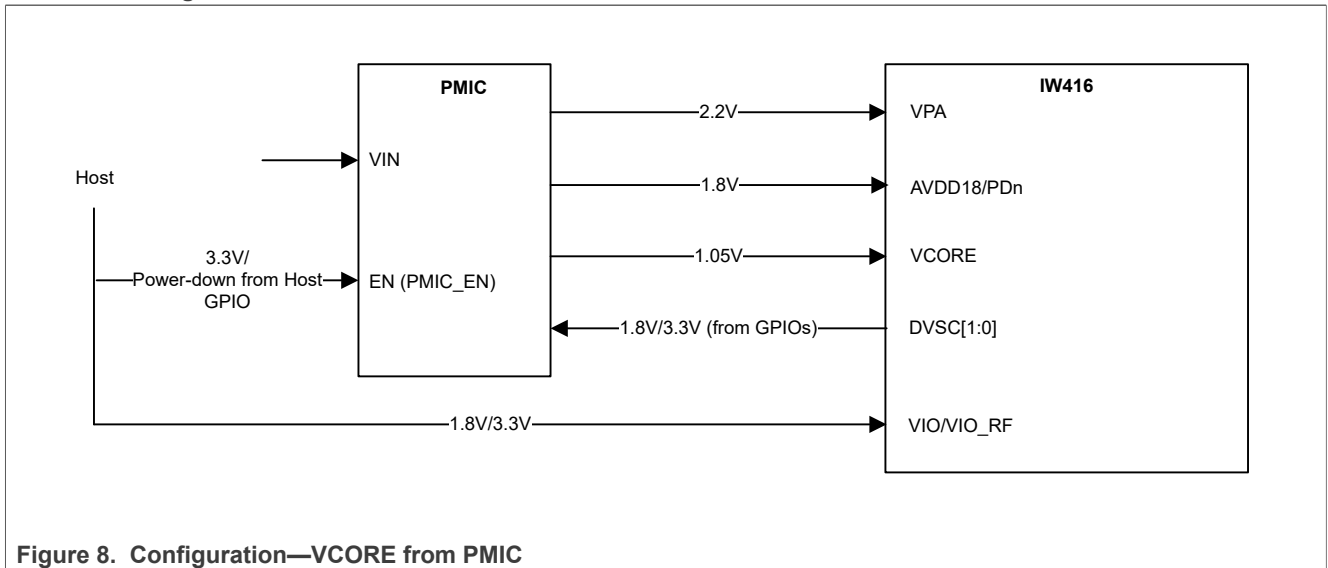 PMIC
IW416
2.2V
VPA
VIN
Host
1.8V
AVDD18/PDn
3.3V/
Power-down from Host
GPIO
EN (PMIC_EN)
1.05V
VCORE
1.8V/3.3V (from GPIOs)
DVSC[1:0]
1.8V/3.3V
VIO/VIO_RF
Figure 8. Configuration—VCORE from PMIC